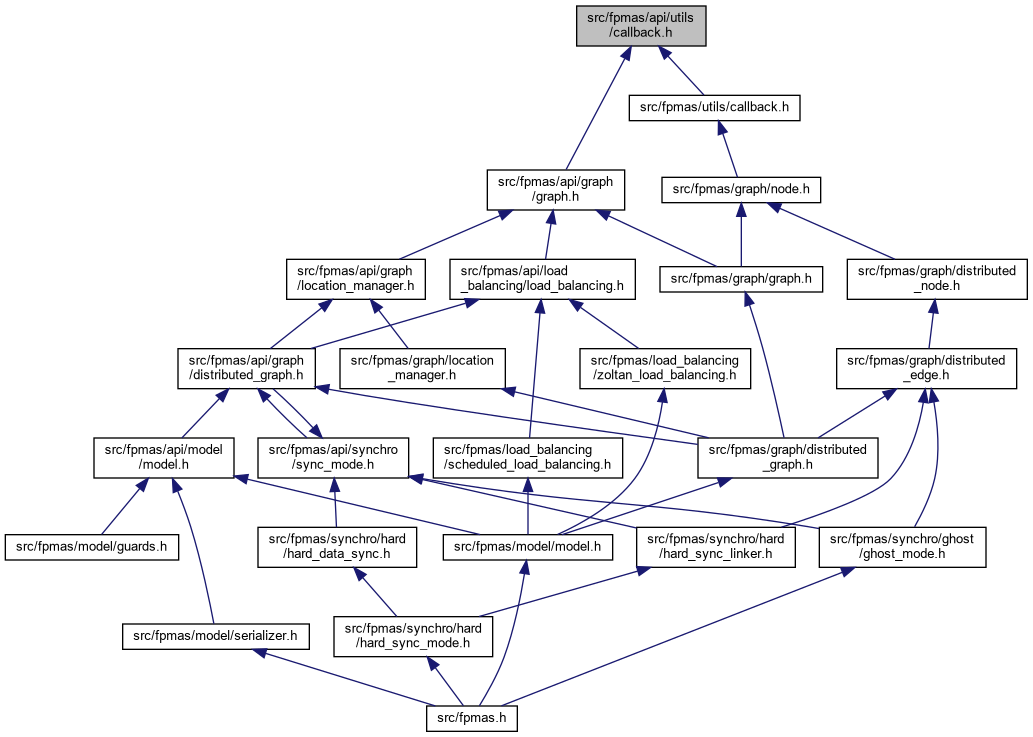 src/fpmas/api/utils
/callback.h
src/fpmas/utils/callback.h
src/fpmas/api/graph
/graph.h
src/fpmas/graph/node.h
src/fpmas/api/graph
/location_manager.h
src/fpmas/api/load
_balancing/load_balancing.h
src/fpmas/graph/graph.h
src/fpmas/graph/distributed
_node.h
src/fpmas/api/graph
/distributed_graph.h
src/fpmas/graph/location
_manager.h
src/fpmas/load_balancing
/zoltan_load_balancing.h
src/fpmas/graph/distributed
_edge.h
src/fpmas/api/model
/model.h
src/fpmas/api/synchro
/sync_mode.h
src/fpmas/load_balancing
/scheduled_load_balancing.h
src/fpmas/graph/distributed
_graph.h
src/fpmas/model/guards.h
src/fpmas/synchro/hard
/hard_data_sync.h
src/fpmas/model/model.h
src/fpmas/synchro/hard
/hard_sync_linker.h
src/fpmas/synchro/ghost
/ghost_mode.h
src/fpmas/model/serializer.h
src/fpmas/synchro/hard
/hard_sync_mode.h
src/fpmas.h